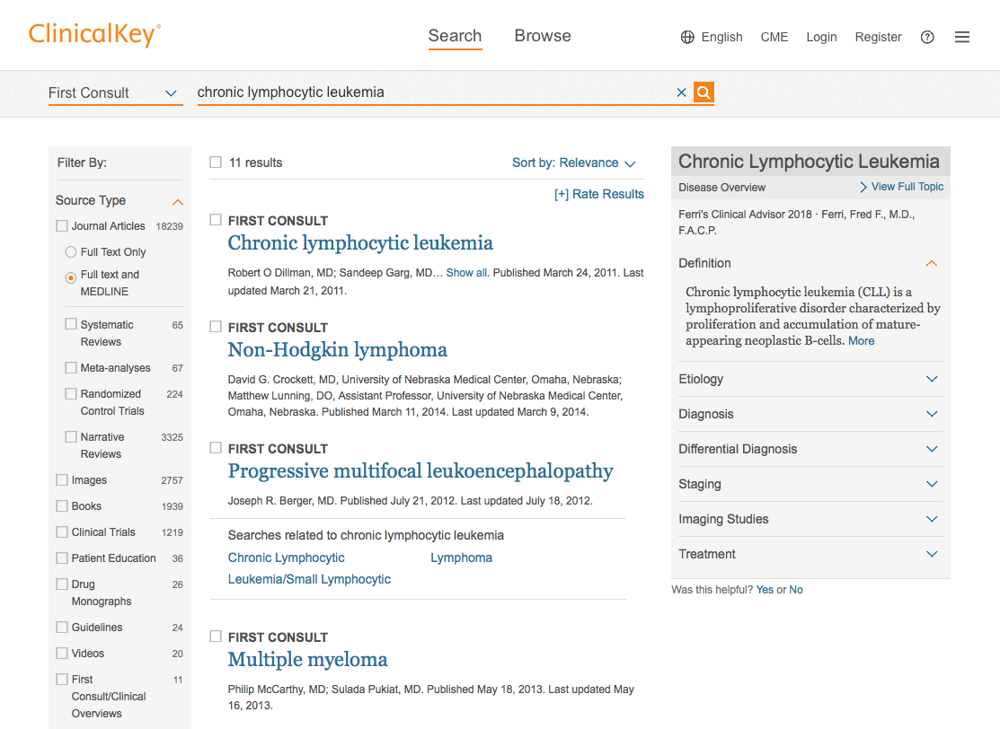 ClinicalKey®
Search
Browse
English
CME
Login
Register
First Consult
chronic lymphocytic leukemia
Filter By:
Source Type
Journal Articles 18239
Full Text Only
Full text and
MEDLINE
Systematic 65
Reviews
Meta-analyses 67
Randomized 224
Control Trials
Narrative 3325
Reviews
Images 2757
Books 1939
Clinical Trials 1219
Patient Education 36
Drug 26
Monographs
Guidelines 24
Videos 20
First 11
Consult/Clinical
Overviews
11 results
Sort by: Relevance
[+] Rate Results
FIRST CONSULT
Chronic lymphocytic leukemia
Robert O Dillman, MD; Sandeep Garg, MD… Show all. Published March 24, 2011. Last
updated March 21, 2011.
FIRST CONSULT
Non-Hodgkin lymphoma
David G. Crockett, MD, University of Nebraska Medical Center, Omaha, Nebraska;
Matthew Lunning, DO, Assistant Professor, University of Nebraska Medical Center,
Omaha, Nebraska. Published March 11, 2014. Last updated March 9, 2014.
FIRST CONSULT
Progressive multifocal leukoencephalopathy
Joseph R. Berger, MD. Published July 21, 2012. Last updated July 18, 2012.
Searches related to chronic lymphocytic leukemia
Chronic Lymphocytic
Lymphoma
Leukemia/Small Lymphocytic
FIRST CONSULT
Multiple myeloma
Philip McCarthy, MD; Sulada Pukiat, MD. Published May 18, 2013. Last updated May
16, 2013.
Chronic Lymphocytic Leukemia
Disease Overview
View Full Topic
Ferri's Clinical Advisor 2018 · Ferri, Fred F., M.D.,
F.A.C.P.
Definition
Chronic lymphocytic leukemia (CLL) is a
lymphoproliferative disorder characterized by
proliferation and accumulation of mature-
appearing neoplastic B-cells. More
Etiology
Diagnosis
Differential Diagnosis
Staging
Imaging Studies
Treatment
Was this helpful? Yes or No